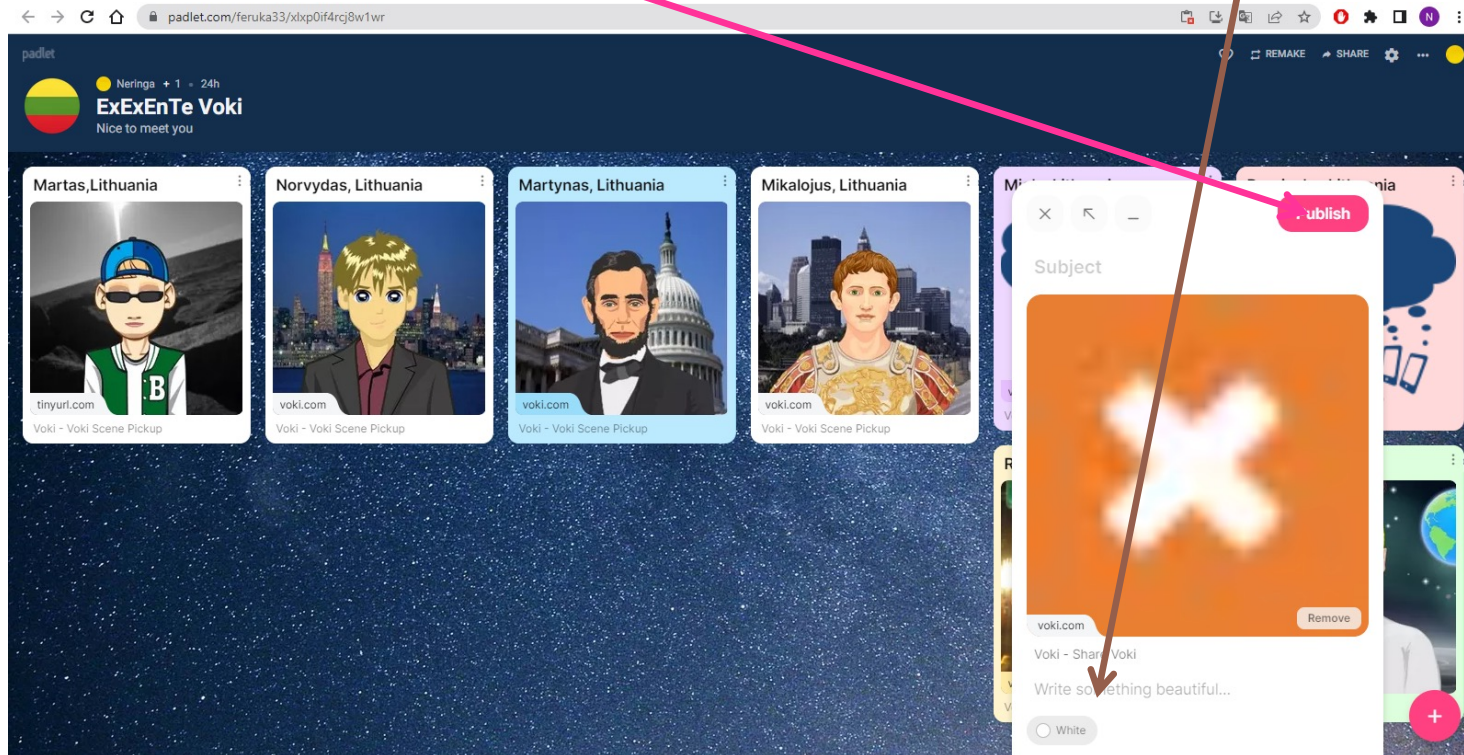 padlet.com/feruka33/xlxp0if4rcj8w1wr
N
padlet
REMAKE
SHARE
Neringa + 1 • 24h
ExExEnTe Voki
Nice to meet you
Martas,Lithuania
B
tinyurl.com
Voki - Voki Scene Pickup
Norvydas, Lithuania
voki.com
Voki - Voki Scene Pickup
Martynas, Lithuania
voki.com
Voki - Voki Scene Pickup
Mikalojus, Lithuania
voki.com
Voki - Voki Scene Pickup
Publish
Subject
voki.com
Remove
Voki - Share Voki
Write something beautiful...
White